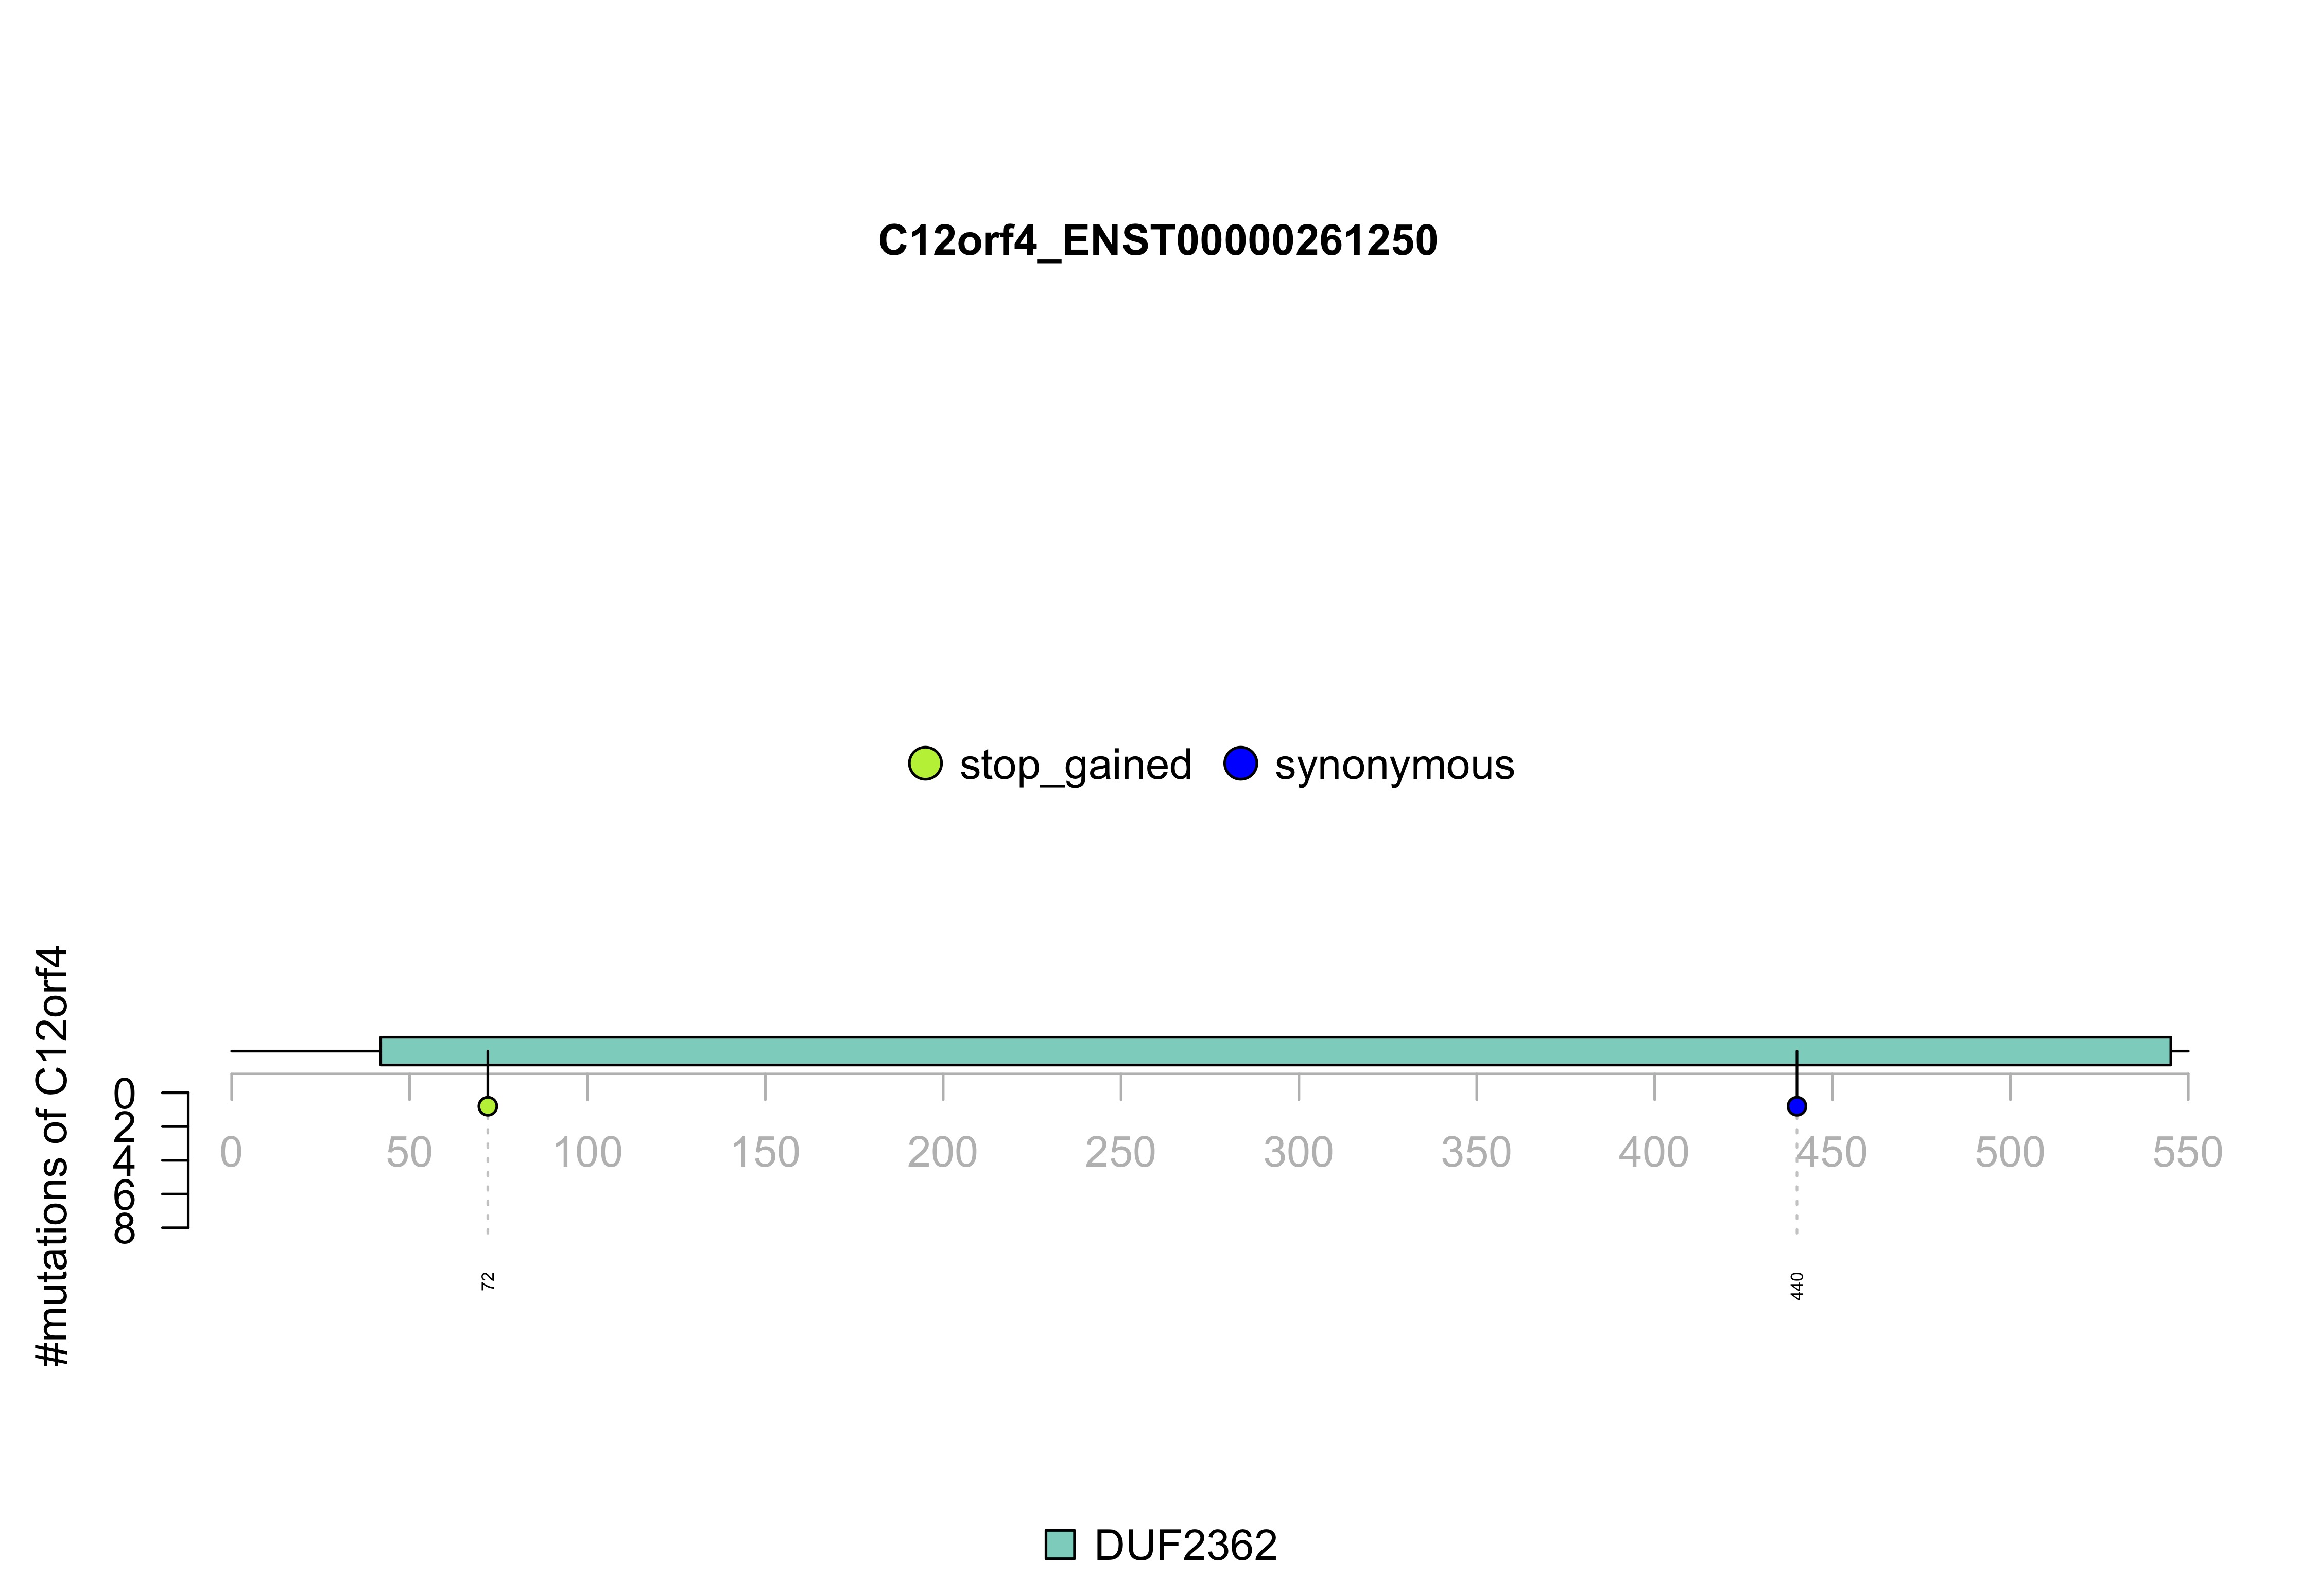 C12orf4_ENST00000261250
stop_gained synonymous
#mutations of C12orf4
0
2
4
6
8
0 50 100 150 200 250 300 350 400 450 500 550
72 440
DUF2362